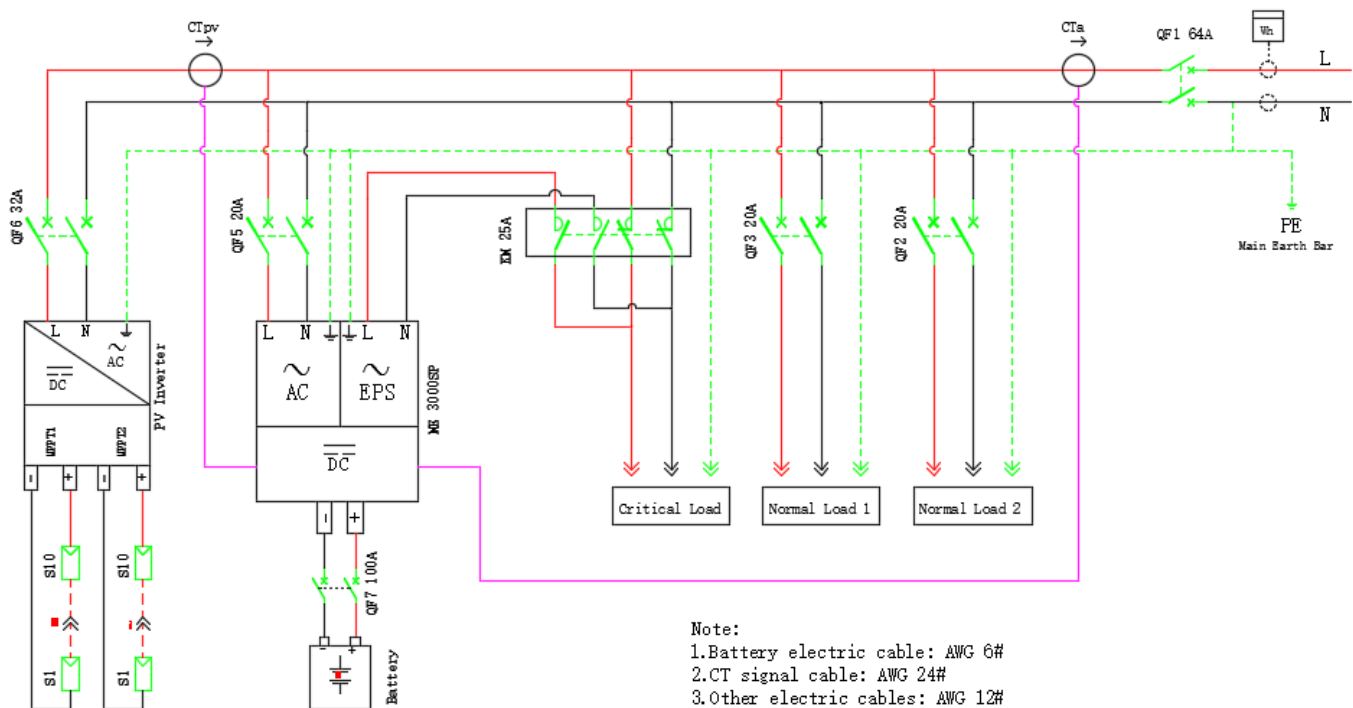 CTpv
CTa
QF1 64A
Wh
L
N
QF6 32A
QF5 20A
KM 25A
QF3 20A
QF2 20A
PE
Main Earth Bar
L N
AC
DC
PV Inverter
MPPT1
MPPT2
- + - +
L N
L N
AC
EPS
ME 3000SP
DC
- +
Critical Load
Normal Load 1
Normal Load 2
S10
S10
QF7 100A
S1
S1
- +
Battery
Note:
1.Battery electric cable: AWG 6#
2.CT signal cable: AWG 24#
3.Other electric cables: AWG 12#